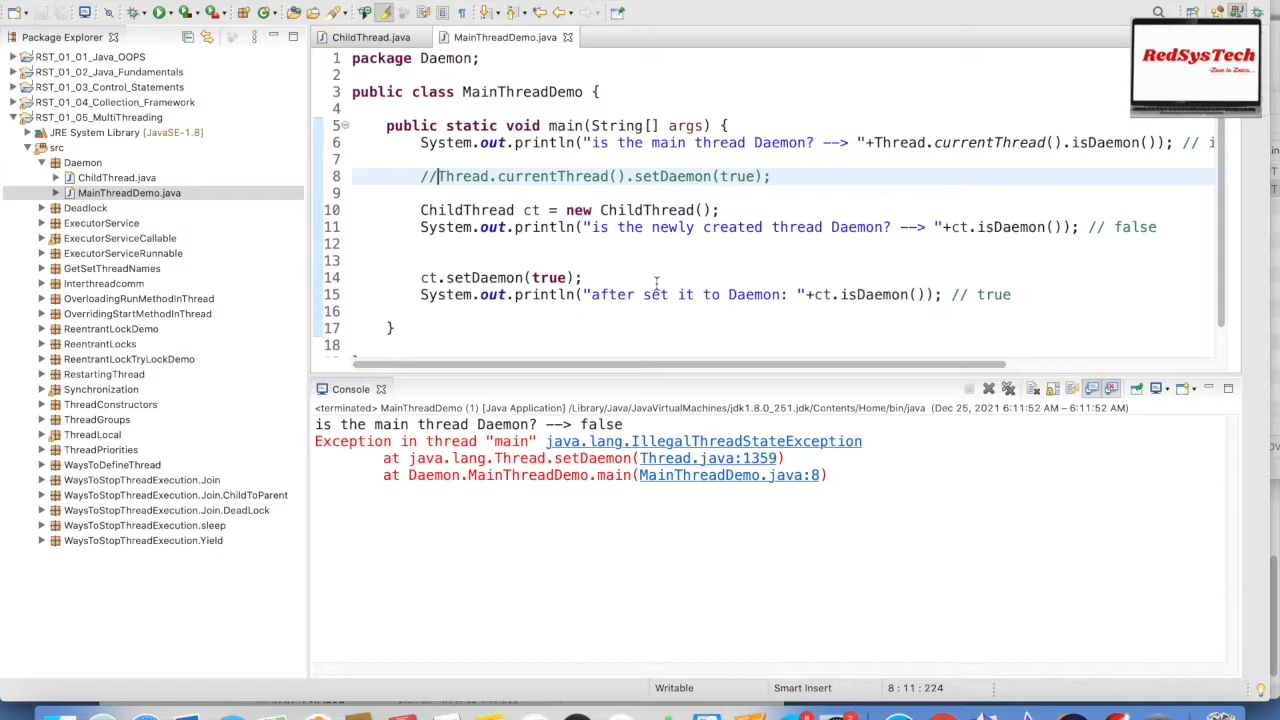 Package Explorer
RST_01_01_Java_OOPS
RST_01_02_Java_Fundamentals
RST_01_03_Control_Statements
RST_01_04_Collection_Framework
RST_01_05_MultiThreading
JRE System Library [JavaSE-1.8]
src
Daemon
ChildThread.java
MainThreadDemo.java
Deadlock
ExecutorService
ExecutorServiceCallable
ExecutorServiceRunnable
GetSetThreadNames
Interthreadcomm
OverloadingRunMethodInThread
OverridingStartMethodInThread
ReentrantLockDemo
ReentrantLocks
ReentrantLockTryLockDemo
RestartingThread
Synchronization
ThreadConstructors
ThreadGroups
ThreadLocal
ThreadPriorities
WaysToDefineThread
WaysToStopThreadExecution.Join
WaysToStopThreadExecution.Join.ChildToParent
WaysToStopThreadExecution.Join.DeadLock
WaysToStopThreadExecution.sleep
WaysToStopThreadExecution.Yield
ChildThread.java MainThreadDemo.java
1 package Daemon;
2
3 public class MainThreadDemo {
4
5 public static void main(String[] args) {
6 System.out.println("is the main thread Daemon? --> "+Thread.currentThread().isDaemon()); // i
7
8 //Thread.currentThread().setDaemon(true);
9
10 ChildThread ct = new ChildThread();
11 System.out.println("is the newly created thread Daemon? --> "+ct.isDaemon()); // false
12
13
14 ct.setDaemon(true);
15 System.out.println("after set it to Daemon: "+ct.isDaemon()); // true
16
17 }
18
RedSysTech
-Love to Learn...
Console
<terminated> MainThreadDemo (1) [Java Application] /Library/Java/JavaVirtualMachines/jdk1.8.0_251.jdk/Contents/Home/bin/java (Dec 25, 2021 6:11:52 AM – 6:11:52 AM)
is the main thread Daemon? --> false
Exception in thread "main" java.lang.IllegalThreadStateException
at java.lang.Thread.setDaemon(Thread.java:1359)
at Daemon.MainThreadDemo.main(MainThreadDemo.java:8)
Writable Smart Insert 8 : 11 : 224